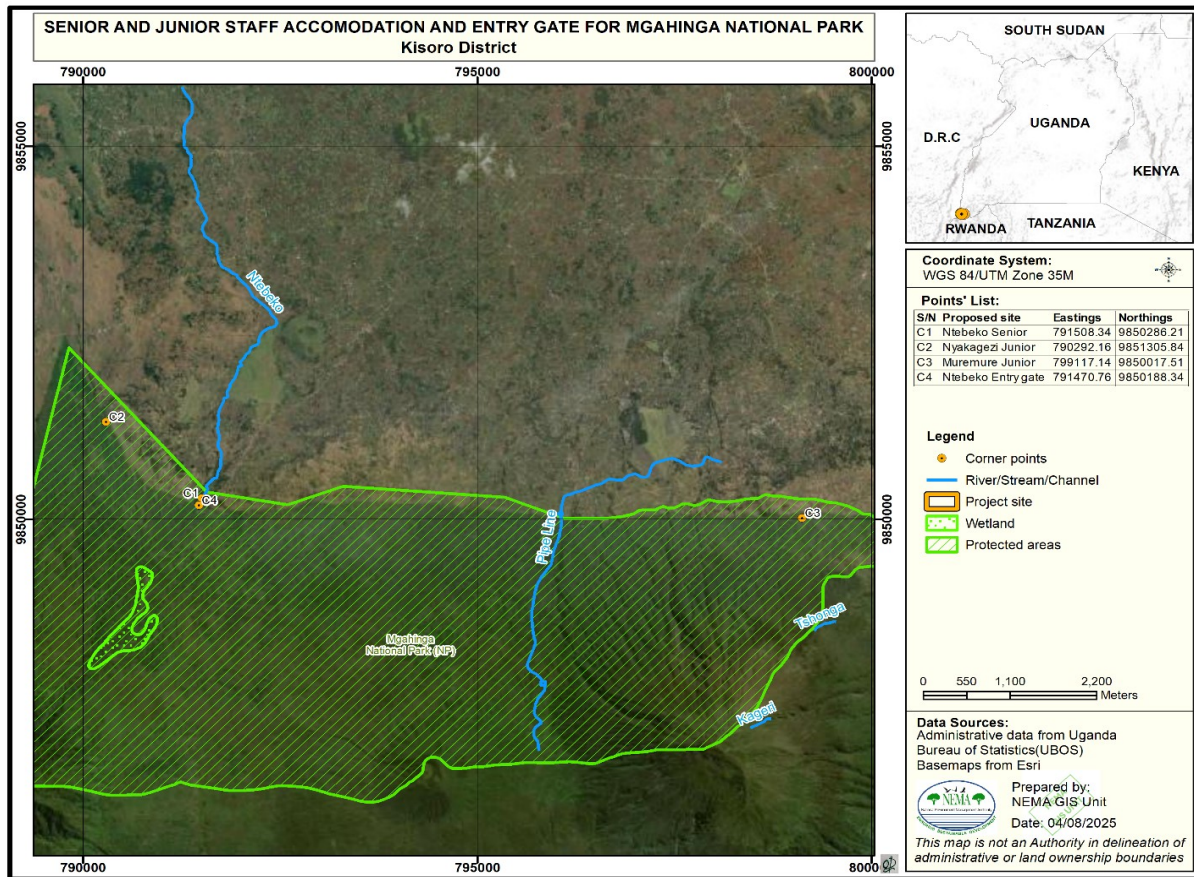 SENIOR AND JUNIOR STAFF ACCOMODATION AND ENTRY GATE FOR MGAHINGA NATIONAL PARK
Kisoro District
790000
795000
800000
9855000
9855000
Ntebeko
C2
C1
C4
C3
9850000
9850000
Pipe Line
Tshonga
Mgahinga
National Park (NP)
Kageri
790000
795000
800000
SOUTH SUDAN
UGANDA
D.R.C
KENYA
RWANDA
TANZANIA
Coordinate System:
WGS 84/UTM Zone 35M
Points' List:
S/N Proposed site Eastings Northings
C1 Ntebeko Senior 791508.34 9850286.21
C2 Nyakagezi Junior 790292.16 9851305.84
C3 Muremure Junior 799117.14 9850017.51
C4 Ntebeko Entry gate 791470.76 9850188.34
Legend
Corner points
River/Stream/Channel
Project site
Wetland
Protected areas
0 550 1,100 2,200
Meters
Data Sources:
Administrative data from Uganda
Bureau of Statistics(UBOS)
Basemaps from Esri
NEMA
Prepared by:
NEMA GIS Unit
Date: 04/08/2025
This map is not an Authority in delineation of
administrative or land ownership boundaries